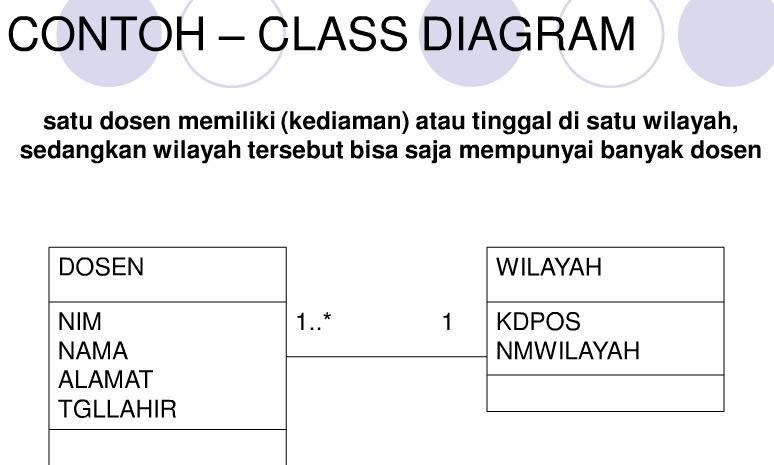 CONTOH – CLASS DIAGRAM
satu dosen memiliki (kediaman) atau tinggal di satu wilayah,
sedangkan wilayah tersebut bisa saja mempunyai banyak dosen
DOSEN
NIM
NAMA
ALAMAT
TGLLAHIR
1..*
1
WILAYAH
KDPOS
NMWILAYAH